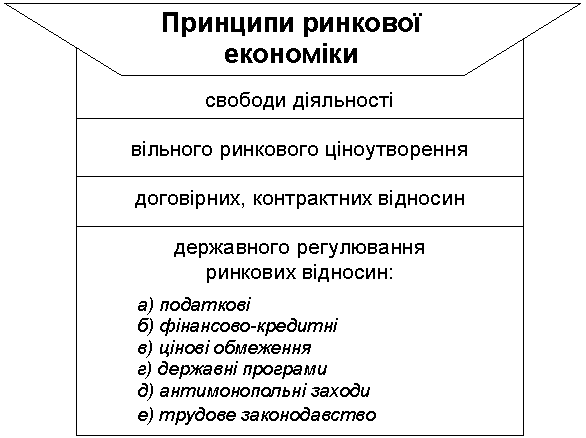 Принципи ринкової
економіки
свободи діяльності
вільного ринкового ціноутворення
договірних, контрактних відносин
державного регулювання
ринкових відносин:
а) податкові
б) фінансово-кредитні
в) цінові обмеження
г) державні програми
д) антимонопольні заходи
е) трудове законодавство